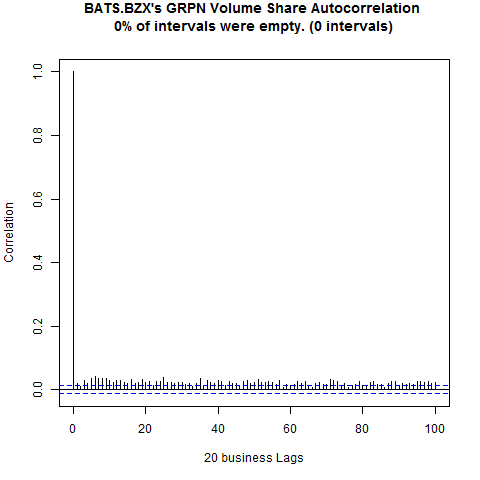 BATS.BZX's GRPN Volume Share Autocorrelation
0% of intervals were empty. (0 intervals)
1.0
0.8
0.6
0.4
0.2
0.0
Correlation
0 20 40 60 80 100
20 business Lags